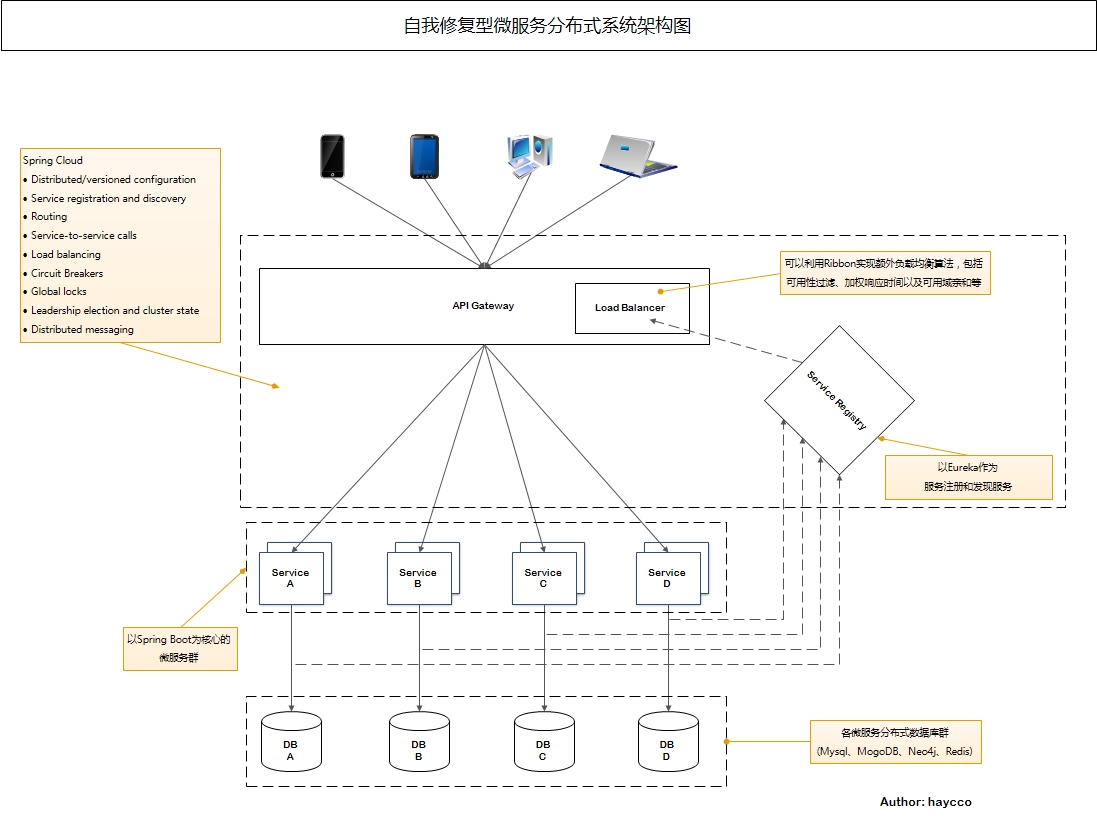 自我修复型微服务分布式系统架构图
Spring Cloud
• Distributed/versioned configuration
• Service registration and discovery
• Routing
• Service-to-service calls
• Load balancing
• Circuit Breakers
• Global locks
• Leadership election and cluster state
• Distributed messaging
可以利用Ribbon实现额外负载均衡算法，包括
可用性过滤、加权响应时间以及可用域亲和等
API Gateway
Load Balancer
Service Registry
以Eureka作为
服务注册和发现服务
Service
A
Service
B
Service
C
Service
D
以Spring Boot为核心的
微服务群
DB
A
DB
B
DB
C
DB
D
各微服务分布式数据库群
(Mysql、MogoDB、Neo4j、Redis)
Author: haycco